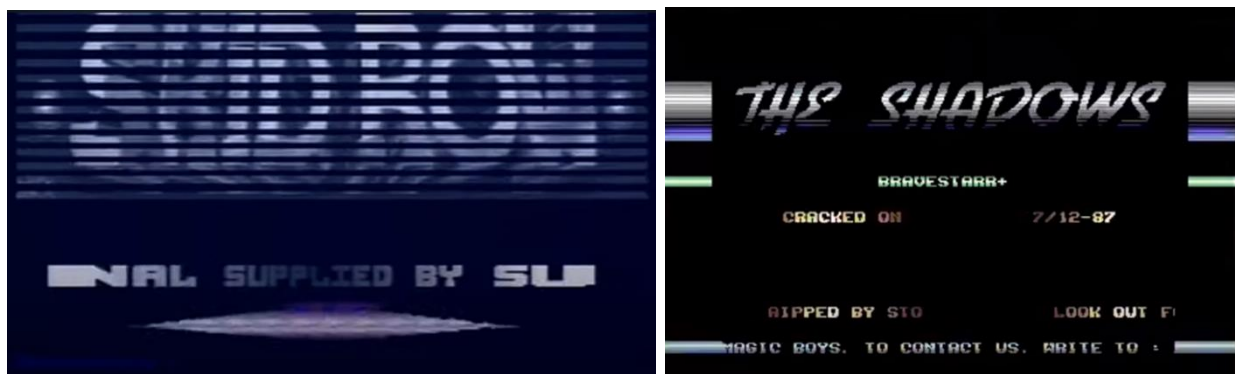 SKID ROW
NAL SUPPLIED BY SU
THE SHADOWS
BRAVESTARR+
CRACKED ON 7/12-87
RIPPED BY STO LOOK OUT F
MAGIC BOYS. TO CONTACT US. WRITE TO :